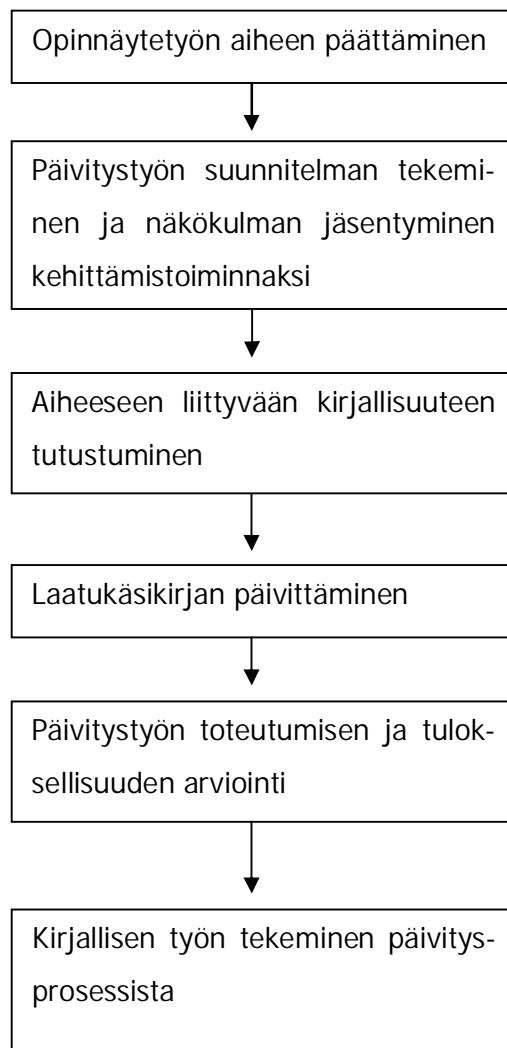 Opinnäytetyön aiheen päättäminen
Päivitystyön suunnitelman tekemi-
nen ja näkökulman jäsentyminen
kehittämistoiminnaksi
Aiheeseen liittyvään kirjallisuuteen
tutustuminen
Laatukäsikirjan päivittäminen
Päivitystyön toteutumisen ja tulok-
sellisuuden arviointi
Kirjallisen työn tekeminen päivitys-
prosessista